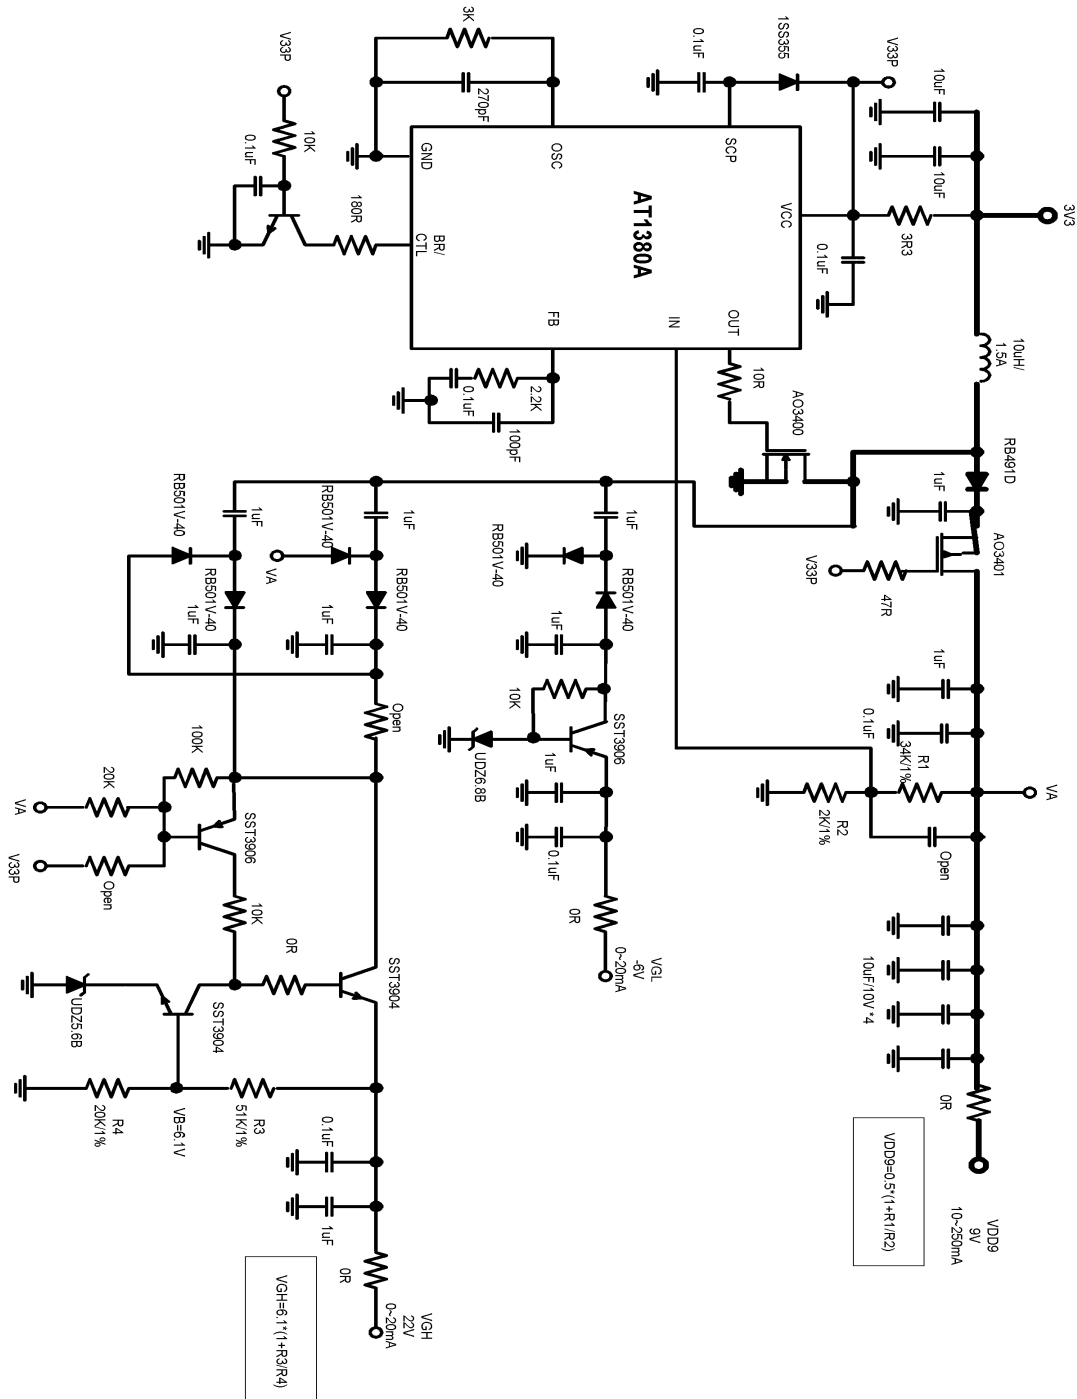 3V3
10uF
10uF
V33P
3R3
0.1uF
1SS355
0.1uF
10uH/
1.5A
RB491D
1uF
AO3401
V33P
47R
1uF
0.1uF
R1
34K/1%
R2
2K/1%
VA
Open
10uF/10V *4
0R
VDD9
9V
10~250mA
VDD9=0.5*(1+R1/R2)
AT1380A
VCC
SCP
OSC
GND
BR/
CTL
FB
IN
OUT
3K
270pF
V33P
10K
0.1uF
180R
10R
AO3400
2.2K
0.1uF
100pF
1uF
RB501V-40
RB501V-40
1uF
10K
SST3906
UDZ6.8B
1uF
0.1uF
0R
VGL
-6V
0~20mA
1uF
RB501V-40
VA
RB501V-40
1uF
1uF
RB501V-40
RB501V-40
1uF
Open
100K
20K
VA
V33P
Open
SST3906
10K
0R
SST3904
SST3904
UDZ5.6B
VB=6.1V
R3
51K/1%
R4
20K/1%
0.1uF
1uF
0R
VGH
22V
0~20mA
VGH=6.1*(1+R3/R4)